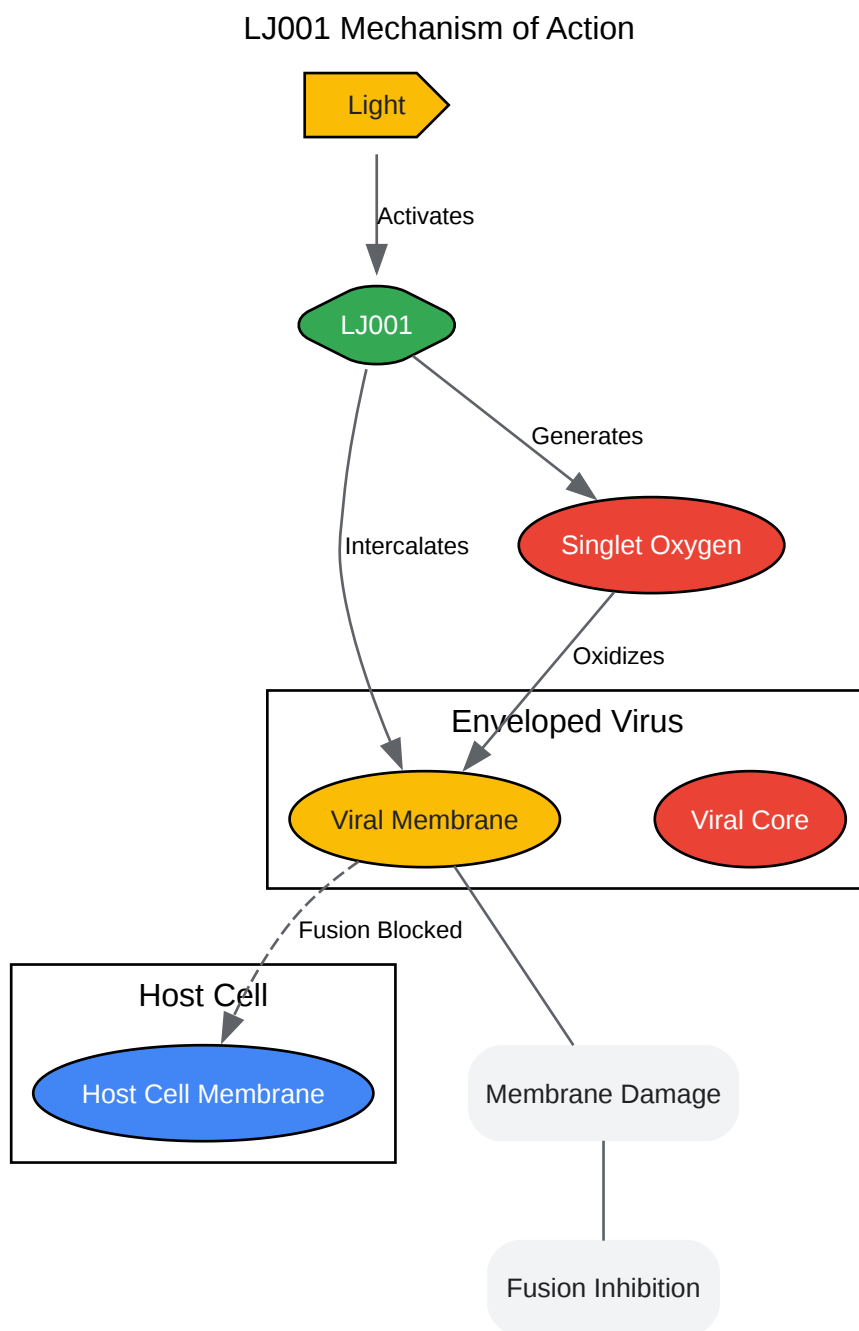 LJ001 Mechanism of Action
Light
Activates
LJ001
Generates
Intercalates
Singlet Oxygen
Oxidizes
Enveloped Virus
Viral Membrane
Viral Core
Fusion Blocked
Host Cell
Host Cell Membrane
Membrane Damage
Fusion Inhibition